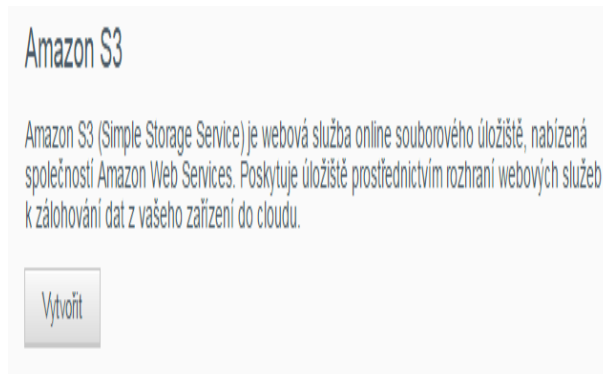 Amazon S3
Amazon S3 (Simple Storage Service) je webová služba online souborového úložiště, nabízená
společností Amazon Web Services. Poskytuje úložiště prostřednictvím rozhraní webových služeb
k zálohování dat z vašeho zařízení do cloudu.
Vytvořit